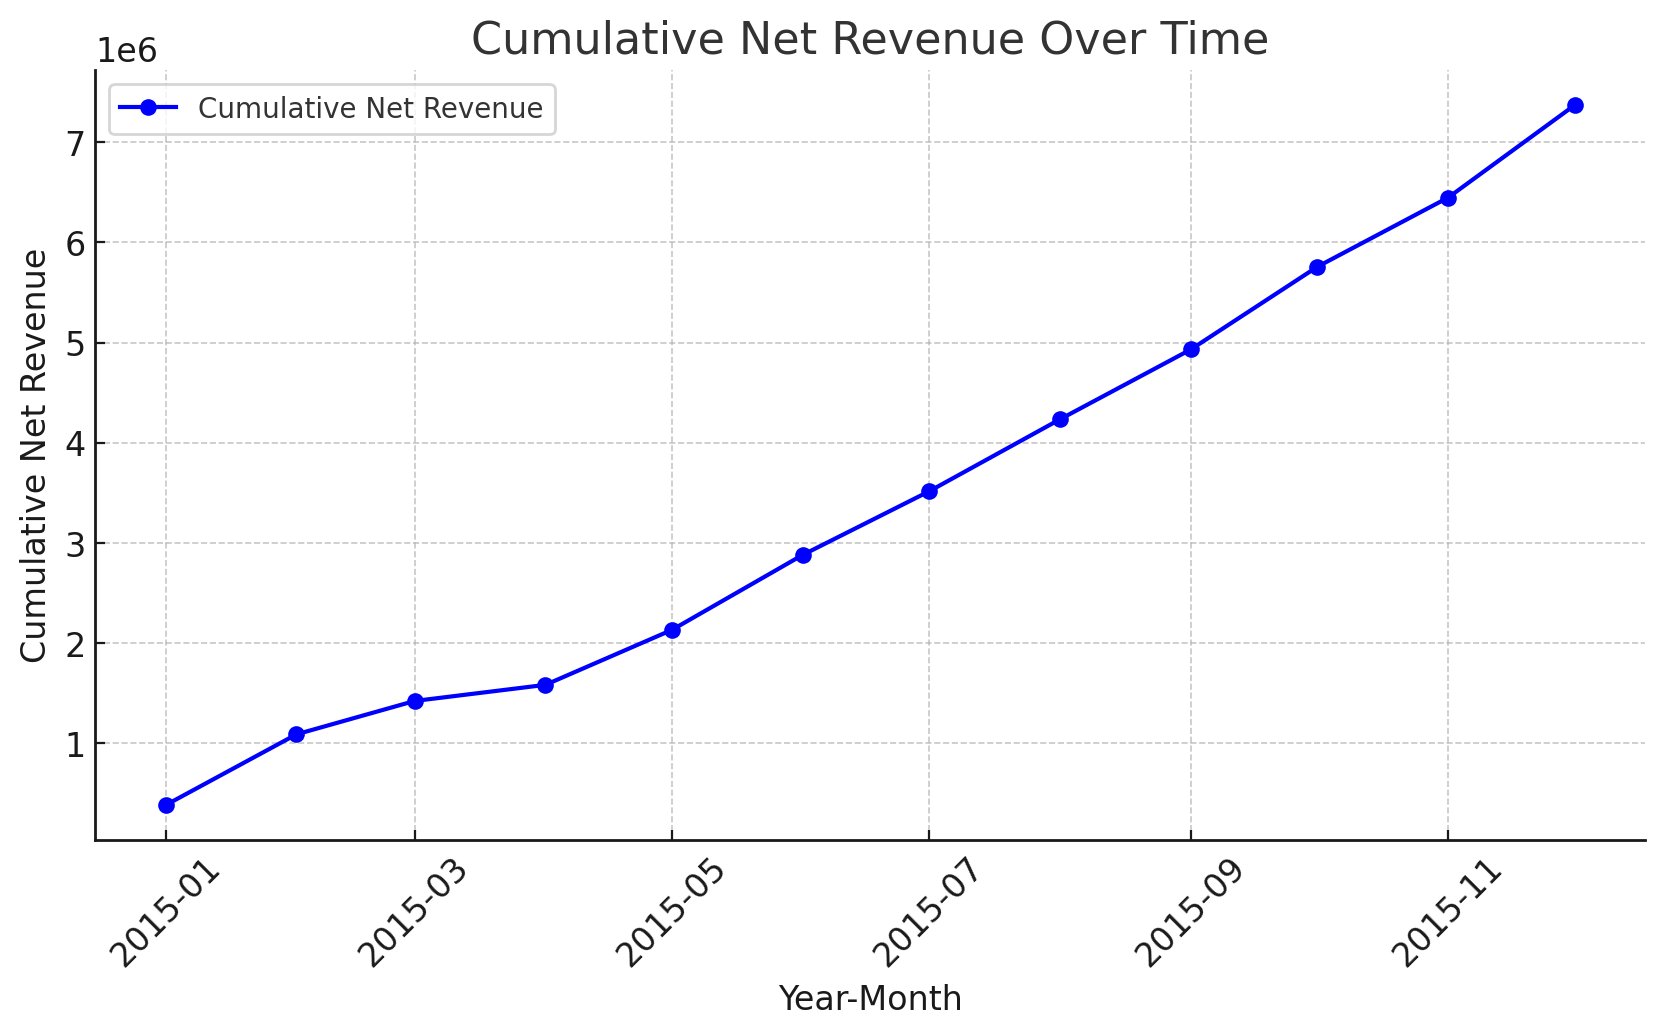 Cumulative Net Revenue Over Time
1e6
Cumulative Net Revenue
7
6
5
4
3
2
1
Cumulative Net Revenue
2015-01
2015-03
2015-05
2015-07
2015-09
2015-11
Year-Month